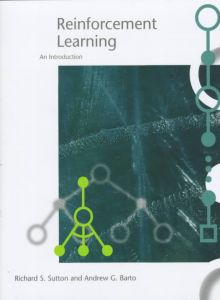 Reinforcement
Learning
An Introduction
Richard S. Sutton and Andrew G. Barto